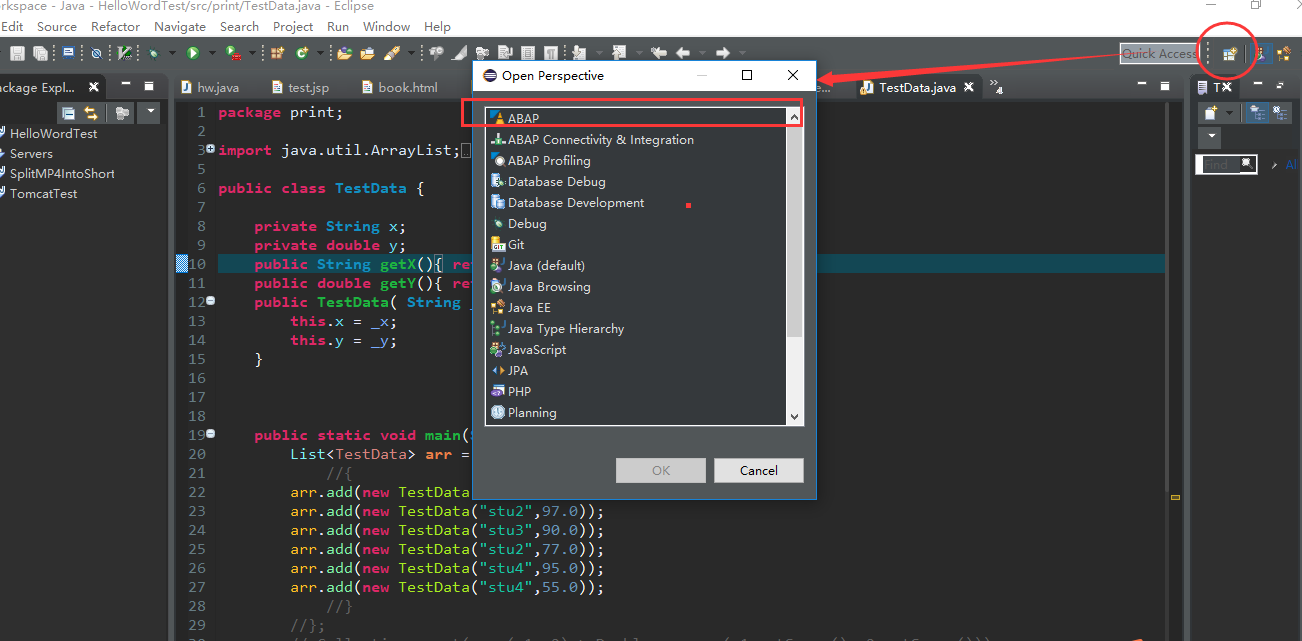 rkspace - Java - HelloWordTest/src/print/TestData.java - Eclipse
Edit Source Refactor Navigate Search Project Run Window Help
Quick Access
ackage Expl...
hw.java
test.jsp
book.html
TestData.java
4
HelloWordTest
Servers
SplitMP4IntoShort
TomcatTest
1 package print;
2
3 import java.util.ArrayList;
5
6 public class TestData {
7
8 private String x;
9 private double y;
10 public String getX(){ re
11 public double getY(){ re
12 public TestData( String _
13 this.x = _x;
14 this.y = _y;
15 }
16
17
18
19 public static void main(
20 List<TestData> arr =
21 //{
22 arr.add(new TestData
23 arr.add(new TestData("stu2",97.0));
24 arr.add(new TestData("stu3",90.0));
25 arr.add(new TestData("stu2",77.0));
26 arr.add(new TestData("stu4",95.0));
27 arr.add(new TestData("stu4",55.0));
28 //}
29 //};
Open Perspective
ABAP
ABAP Connectivity & Integration
ABAP Profiling
Database Debug
Database Development
Debug
Git
Java (default)
Java Browsing
Java EE
Java Type Hierarchy
JavaScript
JPA
PHP
Planning
OK
Cancel
T
Find
Al